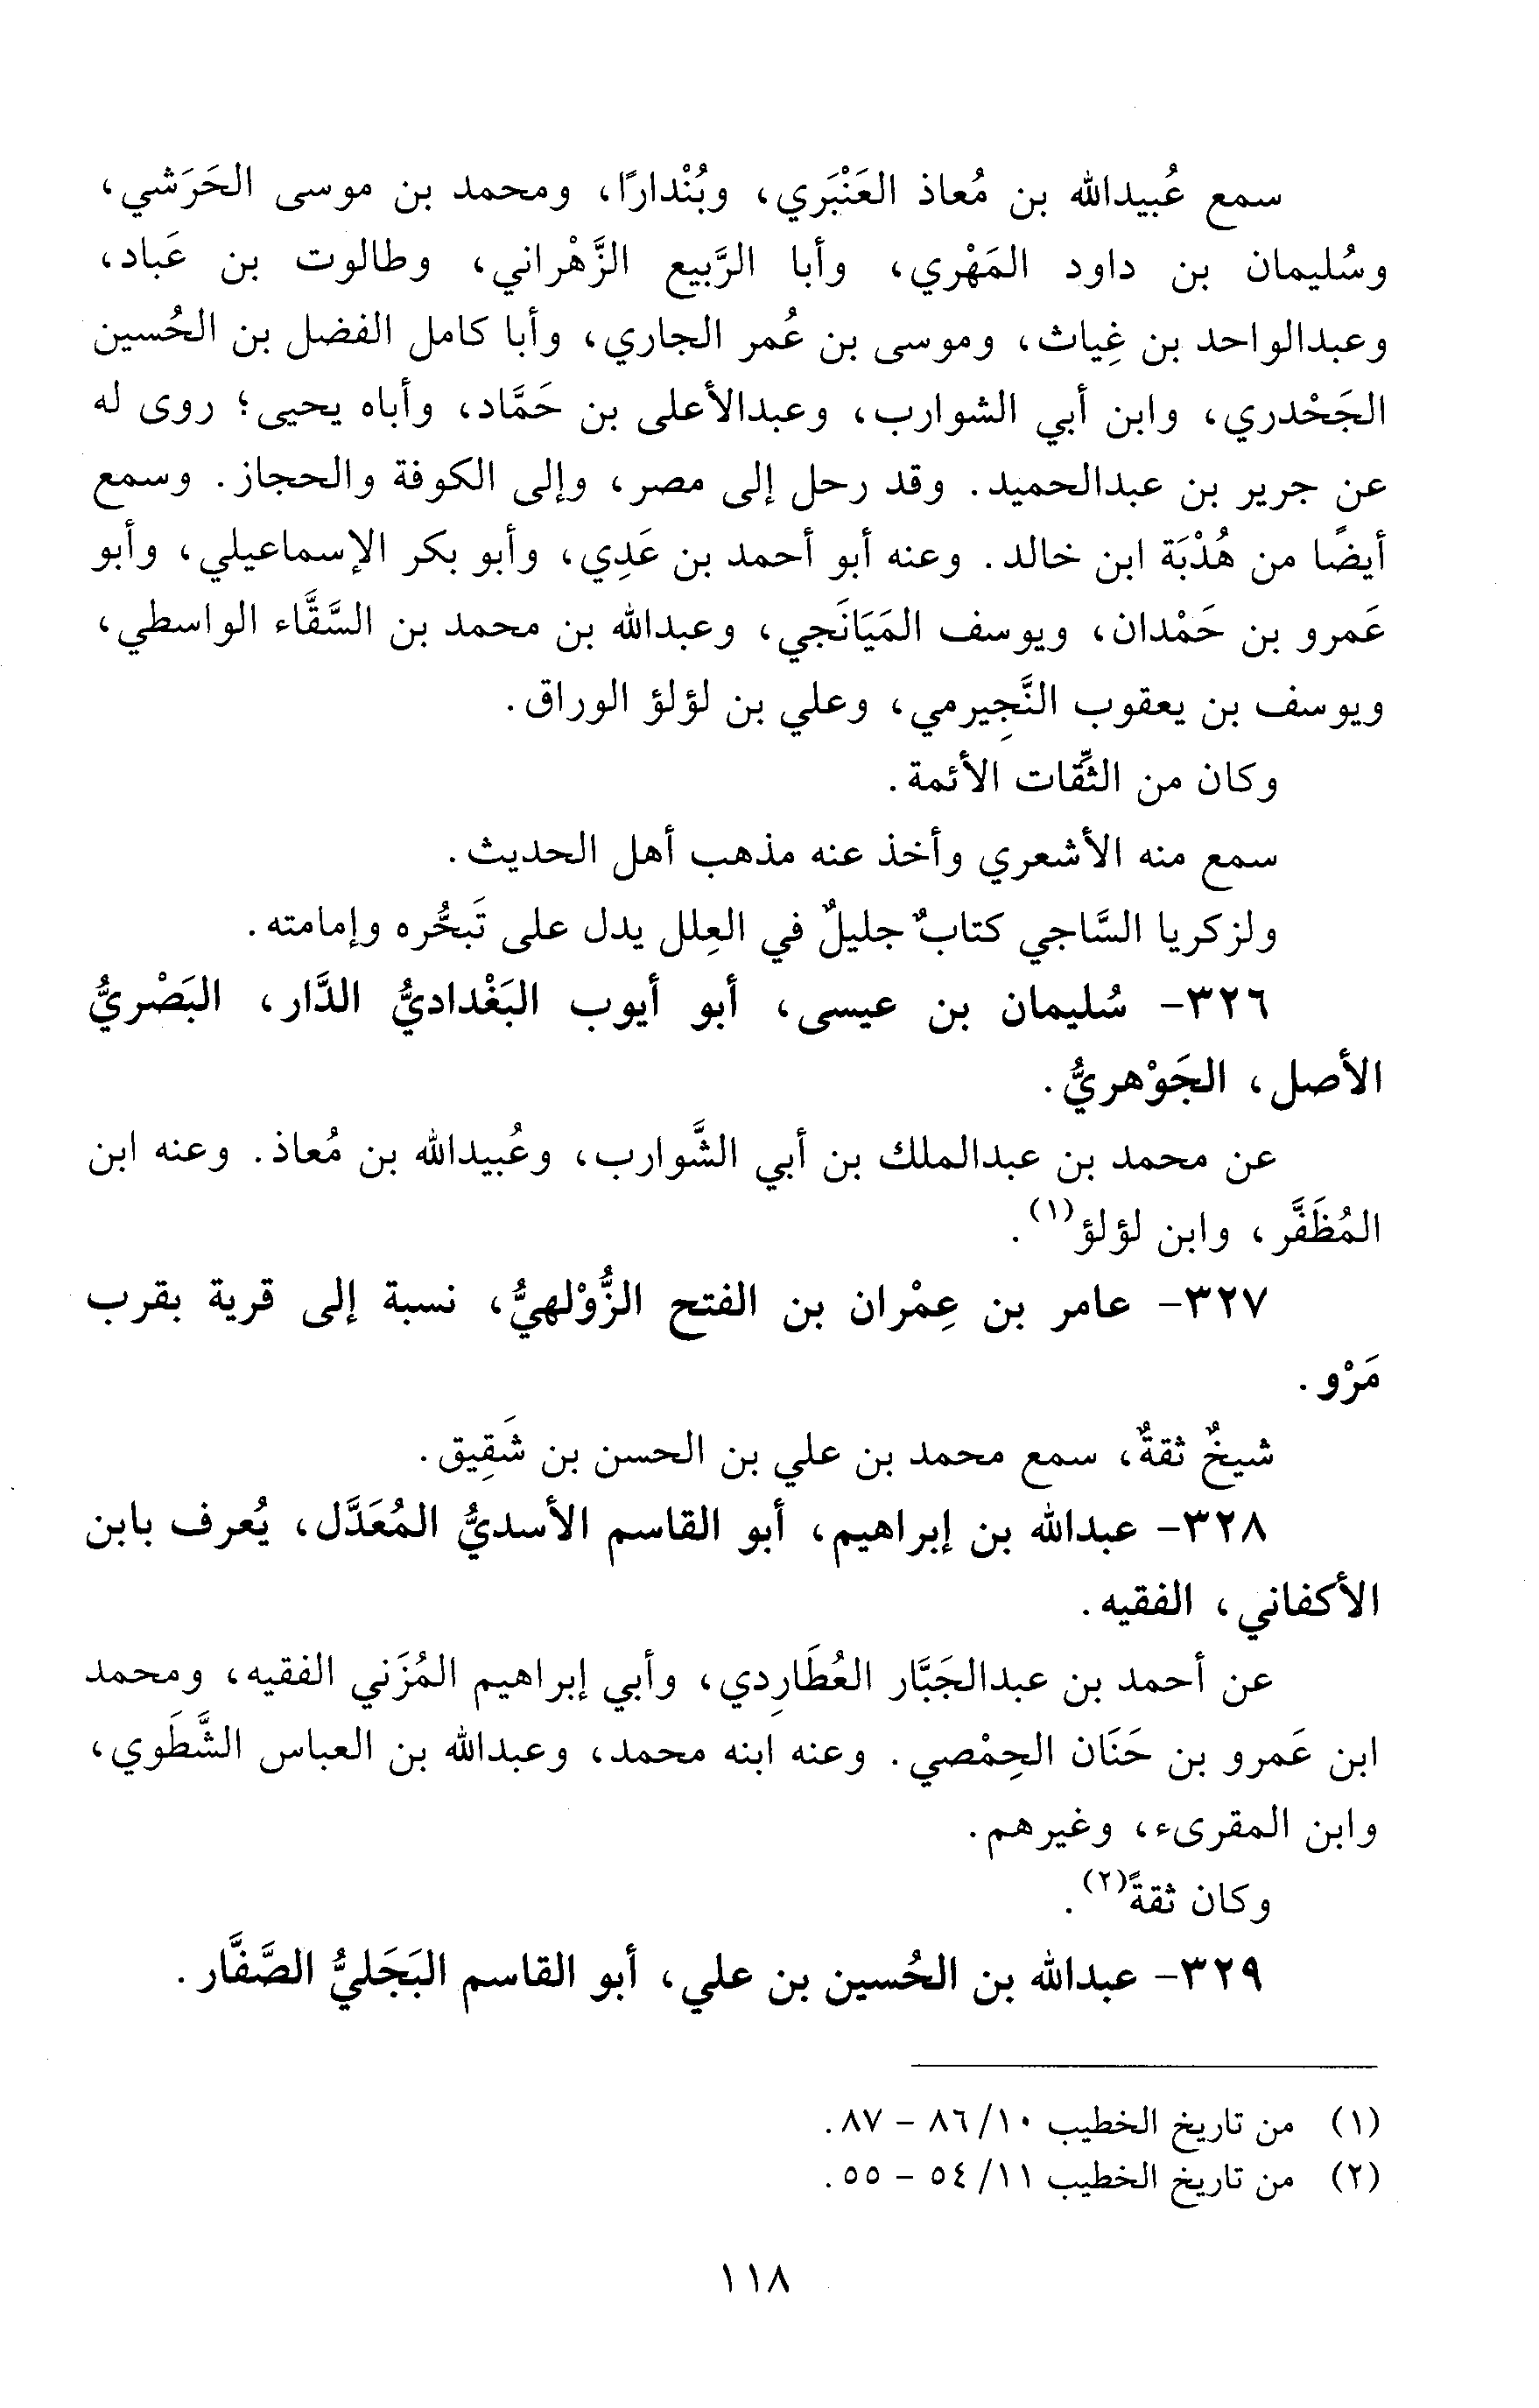 سمع عُبيدالله بن مُعاذ العَنْبَري، وبُنْدارًا، ومحمد بن موسى الحَرَشي،
وسُليمان بن داود المَهْري، وأبا الرَّبيع الزَّهْراني، وطالوت بن عَباد،
وعبدالواحد بن غِياث، وموسى بن عُمر الجاري، وأبا كامل الفضل بن الحُسين
الجَحْدري، وابن أبي الشوارب، وعبدالأعلى بن حَمَّاد، وأباه يحيى؛ روى له
عن جرير بن عبدالحميد. وقد رحل إلى مصر، وإلى الكوفة والحجاز. وسمع
أيضًا من هُدْبَة ابن خالد. وعنه أبو أحمد بن عَدِي، وأبو بكر الإسماعيلي، وأبو
عَمرو بن حَمْدان، ويوسف المَيَانَجي، وعبدالله بن محمد بن السَّقَّاء الواسطي،
ويوسف بن يعقوب النَّجِيرمي، وعلي بن لؤلؤ الوراق.
وكان من الثِّقات الأئمة.
سمع منه الأشعري وأخذ عنه مذهب أهل الحديث.
ولزكريا السَّاجي كتابٌ جليلٌ في العِلل يدل على تَبحُّره وإمامته.
٣٢٦- سُليمان بن عيسى، أبو أيوب البَغْداديُّ الدَّار، البَصْريُّ
الأصل، الجَوْهريُّ.
عن محمد بن عبدالملك بن أبي الشَّوارب، وعُبيدالله بن مُعاذ. وعنه ابن
المُظَفَّر، وابن لؤلؤ(١).
٣٢٧- عامر بن عِمْران بن الفتح الزُّوْلهيُّ، نسبة إلى قرية بقرب
مَرْو.
شيخٌ ثقةٌ، سمع محمد بن علي بن الحسن بن شَقِيق.
٣٢٨- عبدالله بن إبراهيم، أبو القاسم الأسديُّ المُعَدَّل، يُعرف بابن
الأكفاني، الفقيه.
عن أحمد بن عبدالجَبَّار العُطَارِدي، وأبي إبراهيم المُزَني الفقيه، ومحمد
ابن عَمرو بن حَنَان الحِمْصي. وعنه ابنه محمد، وعبدالله بن العباس الشَّطَوي،
وابن المقرىء، وغيرهم.
وكان ثقةً(٢).
٣٢٩- عبدالله بن الحُسين بن علي، أبو القاسم البَجَليُّ الصَّفَّار.
(١) من تاريخ الخطيب ١٠/ ٨٦ - ٨٧.
(٢) من تاريخ الخطيب ١١/ ٥٤ - ٥٥.
١١٨